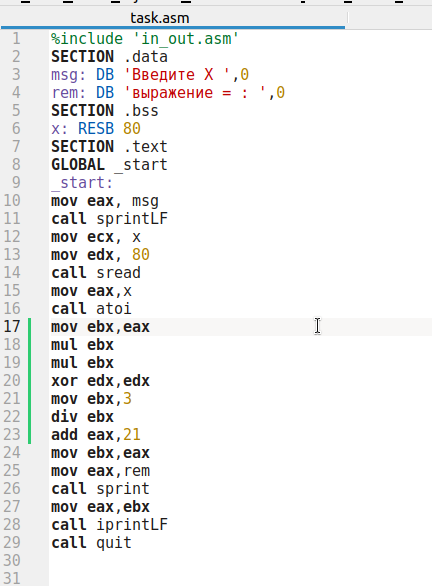 task.asm
1 %include 'in_out.asm'
2 SECTION .data
3 msg: DB 'Введите X ',0
4 rem: DB 'выражение = : ',0
5 SECTION .bss
6 x: RESB 80
7 SECTION .text
8 GLOBAL _start
9 _start:
10 mov eax, msg
11 call sprintLF
12 mov ecx, x
13 mov edx, 80
14 call sread
15 mov eax,x
16 call atoi
17 mov ebx,eax
18 mul ebx
19 mul ebx
20 xor edx,edx
21 mov ebx,3
22 div ebx
23 add eax,21
24 mov ebx,eax
25 mov eax,rem
26 call sprint
27 mov eax,ebx
28 call iprintLF
29 call quit
30
31